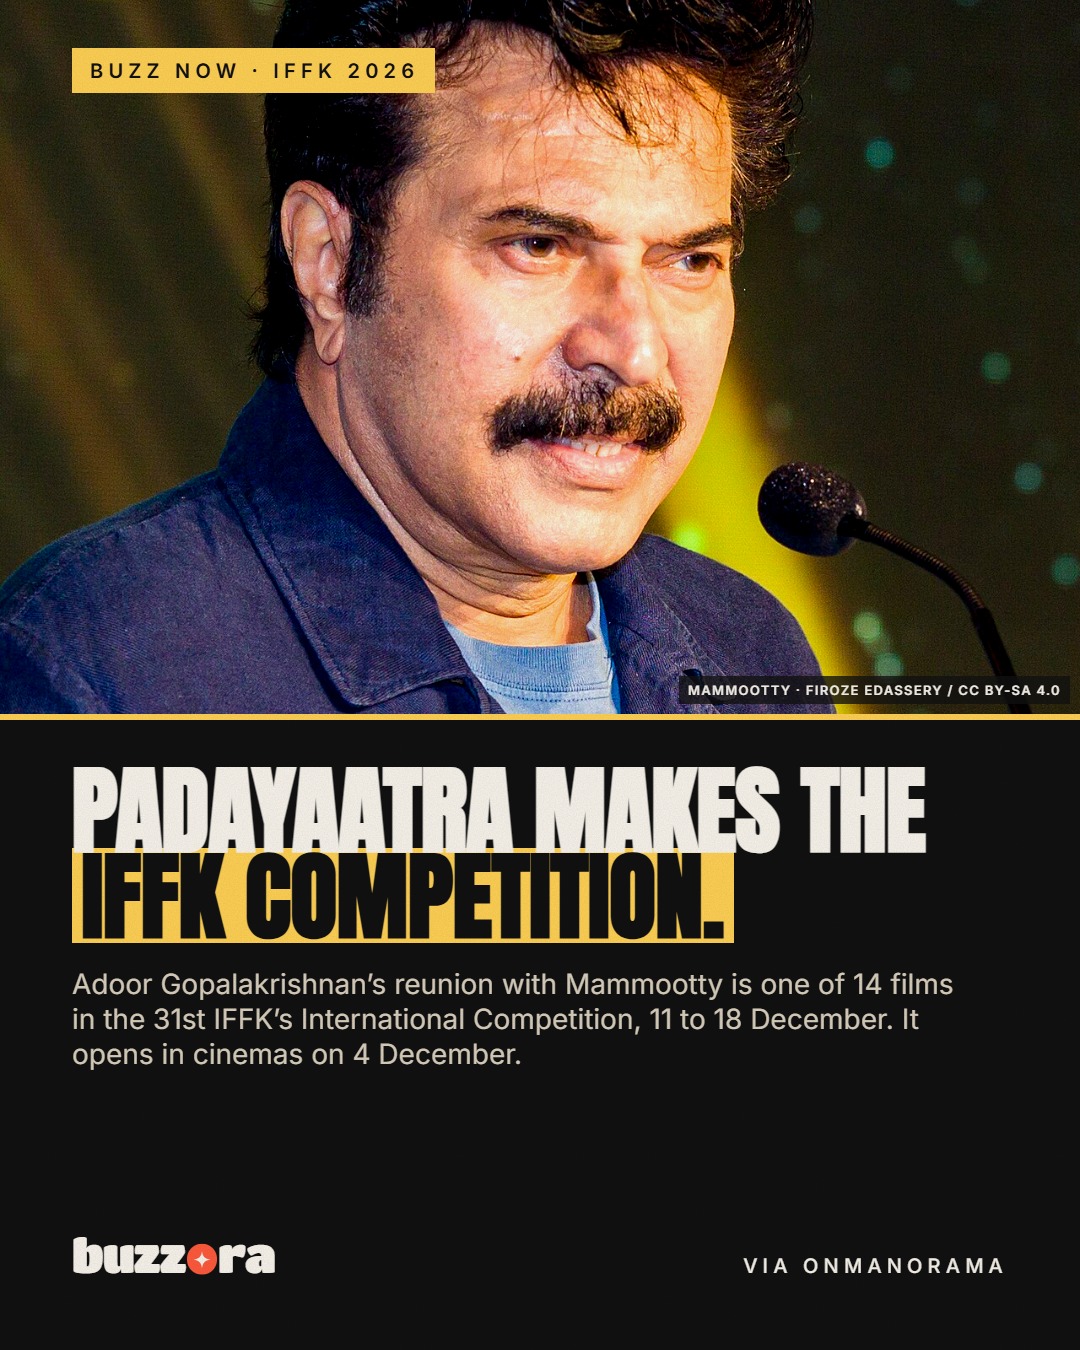 BUZZ NOW · IFFK 2026
MAMMOOTTY · FIROZE EDASSERY / CC BY-SA 4.0
PADAYAATRA MAKES THE
IFFK COMPETITION.
Adoor Gopalakrishnan’s reunion with Mammootty is one of 14 films
in the 31st IFFK’s International Competition, 11 to 18 December. It
opens in cinemas on 4 December.
buzzora
VIA ONMANORAMA